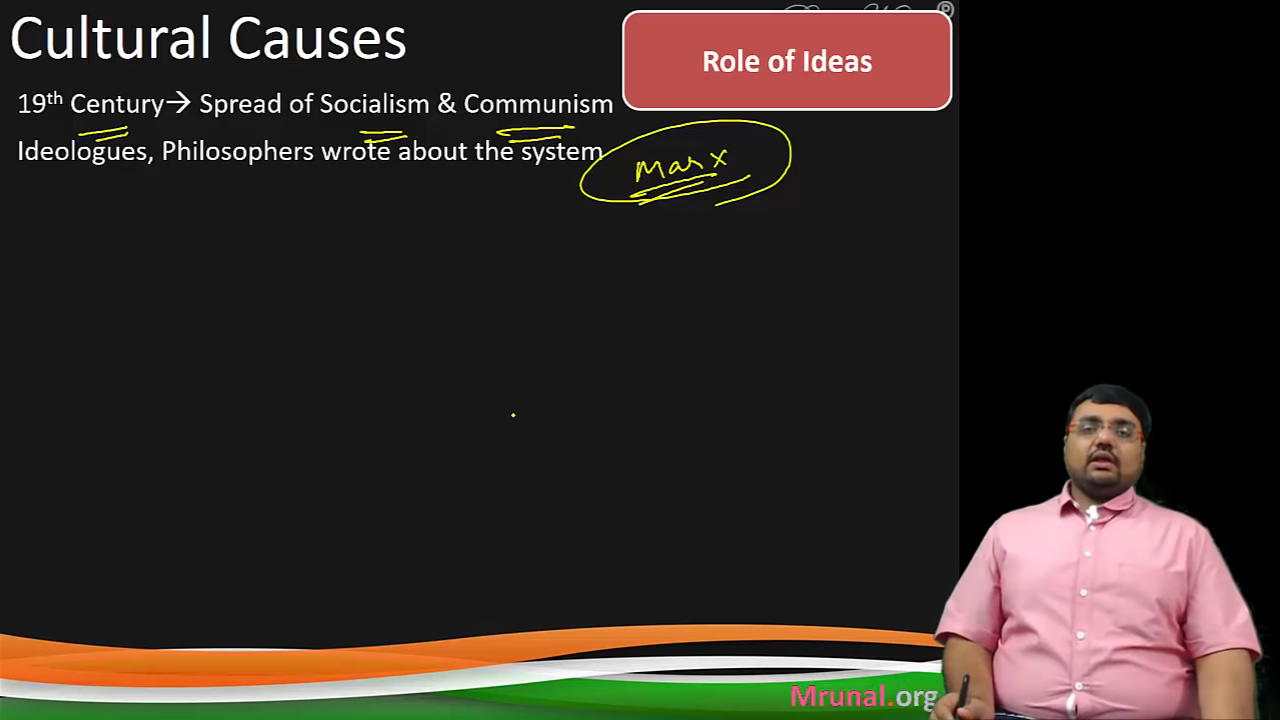 Cultural Causes
Role of Ideas
19th Century→ Spread of Socialism & Communism
Ideologues, Philosophers wrote about the system
Marx
Mrunal.org